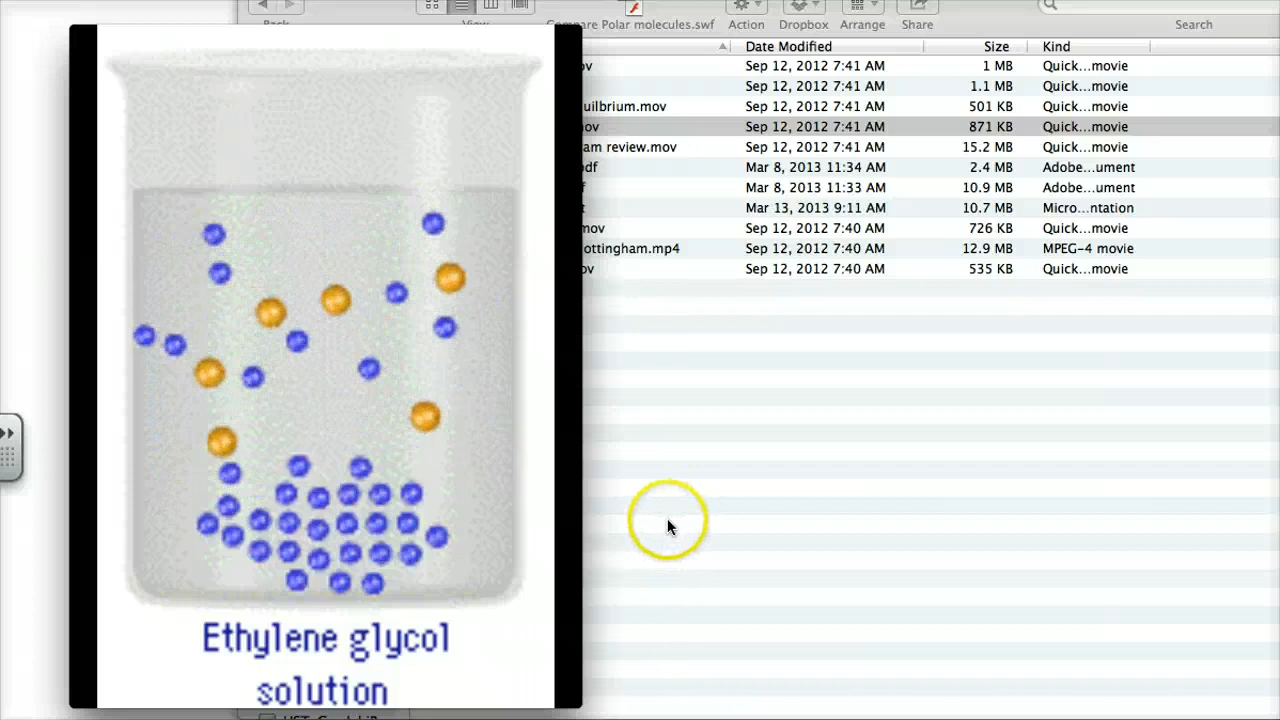 Back
View
Compare Polar molecules.swf
Action
Dropbox
Arrange
Share
Search
Date Modified
Size
Kind
ov
Sep 12, 2012 7:41 AM
1 MB
Quick...movie
Sep 12, 2012 7:41 AM
1.1 MB
Quick...movie
uilbrium.mov
Sep 12, 2012 7:41 AM
501 KB
Quick...movie
nov
Sep 12, 2012 7:41 AM
871 KB
Quick...movie
am review.mov
Sep 12, 2012 7:41 AM
15.2 MB
Quick...movie
df
Mar 8, 2013 11:34 AM
2.4 MB
Adobe...ument
f
Mar 8, 2013 11:33 AM
10.9 MB
Adobe...ument
t
Mar 13, 2013 9:11 AM
10.7 MB
Micro...ntation
mov
Sep 12, 2012 7:40 AM
726 KB
Quick...movie
ottingham.mp4
Sep 12, 2012 7:40 AM
12.9 MB
MPEG-4 movie
ov
Sep 12, 2012 7:40 AM
535 KB
Quick...movie
Ethylene glycol
solution